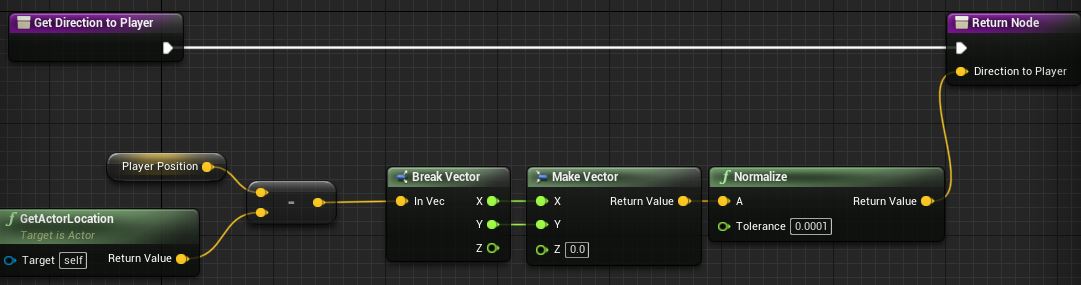 Get Direction to Player
Return Node
Direction to Player
Player Position
-
GetActorLocation
Target is Actor
Target self Return Value
Break Vector
In Vec X
Y
Z
Make Vector
X Return Value
Y
Z 0.0
f Normalize
A Return Value
Tolerance 0.0001